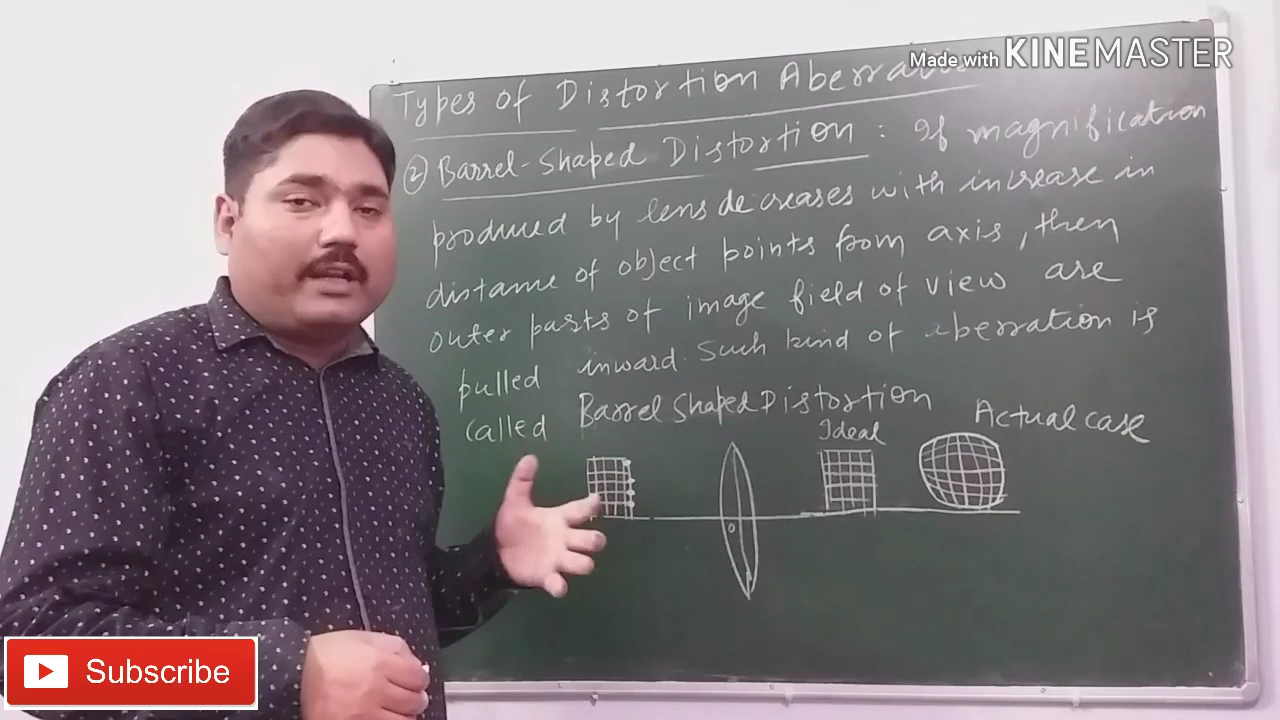 Made with KINEMASTER
Types of Distortion
② Barrel-Shaped Distortion : If magnification
produced by lens decreases with increase in
distance of object points from axis, then
outer parts of image field of view are
pulled inward. Such kind of aberration is
called Barrel Shaped Distortion
Ideal
Actual case
O
Subscribe